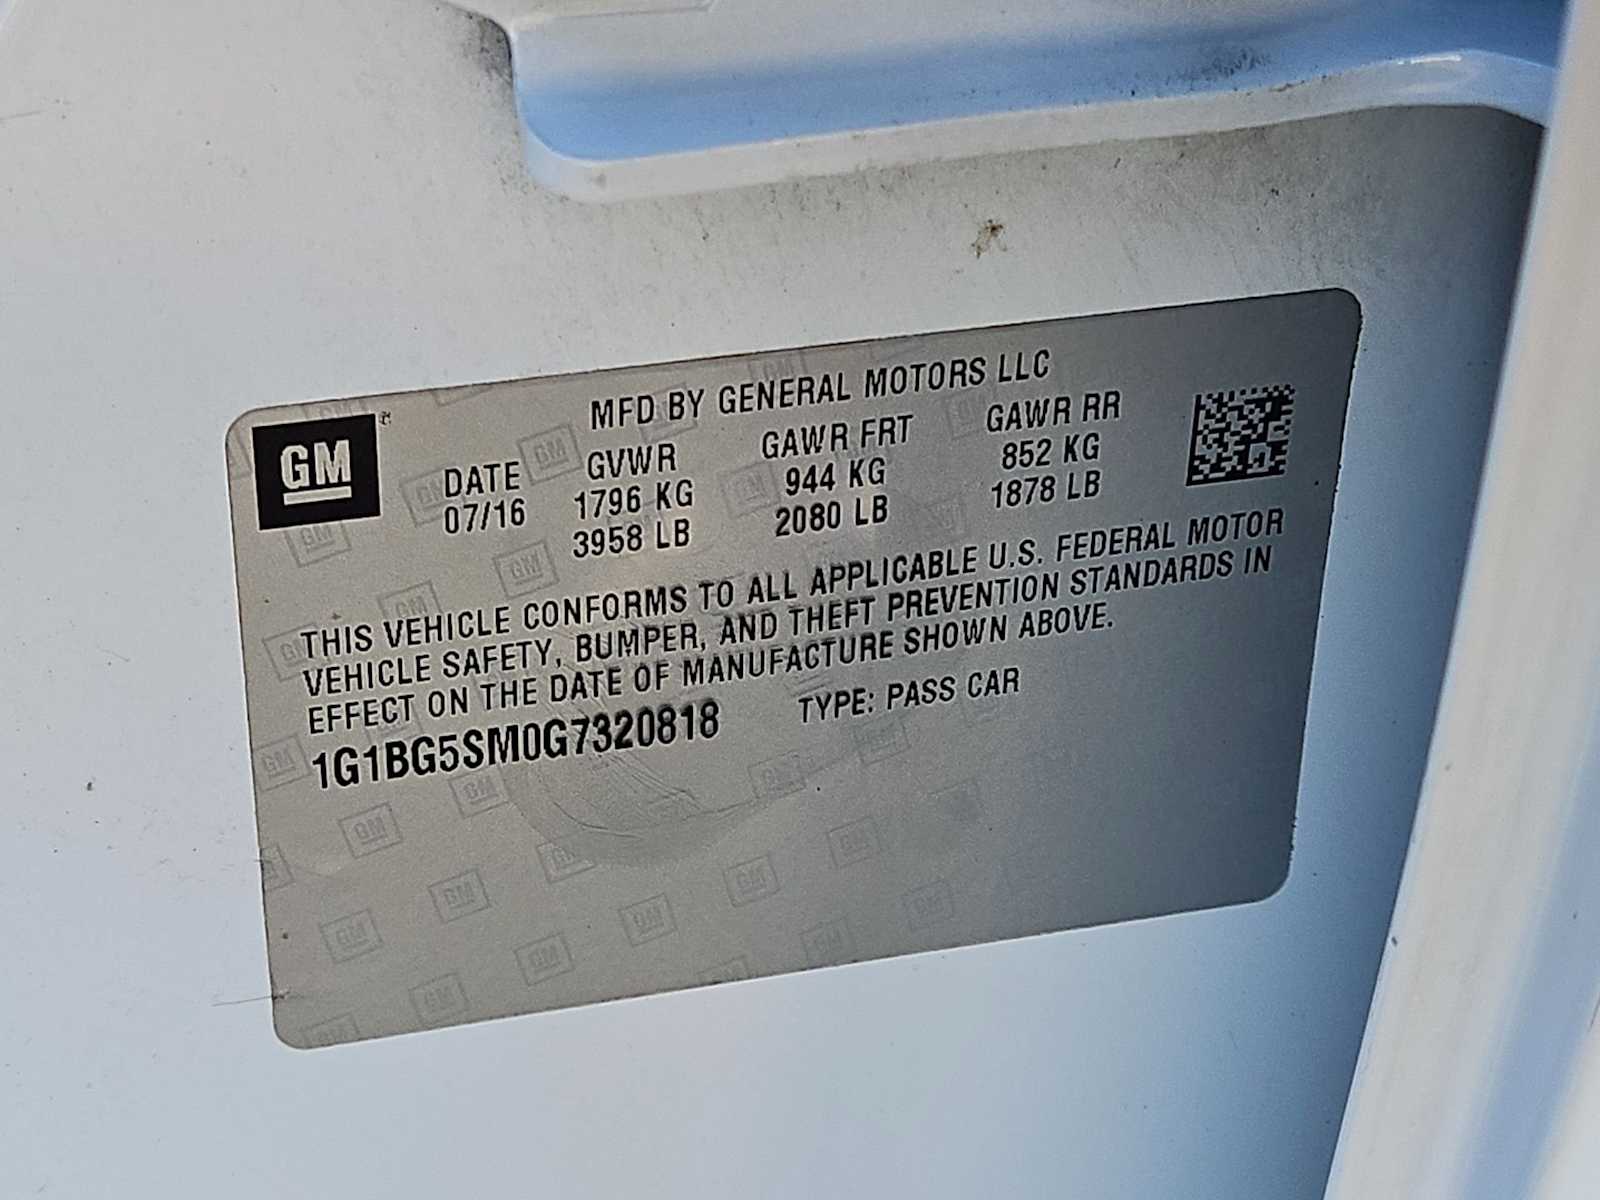 MFD BY GENERAL MOTORS LLC
GM
DATE GVWR GAWR FRT GAWR RR
07/16 1796 KG 944 KG 852 KG
3958 LB 2080 LB 1878 LB
THIS VEHICLE CONFORMS TO ALL APPLICABLE U.S. FEDERAL MOTOR
VEHICLE SAFETY, BUMPER, AND THEFT PREVENTION STANDARDS IN
EFFECT ON THE DATE OF MANUFACTURE SHOWN ABOVE.
1G1BG5SM0G7320818 TYPE: PASS CAR